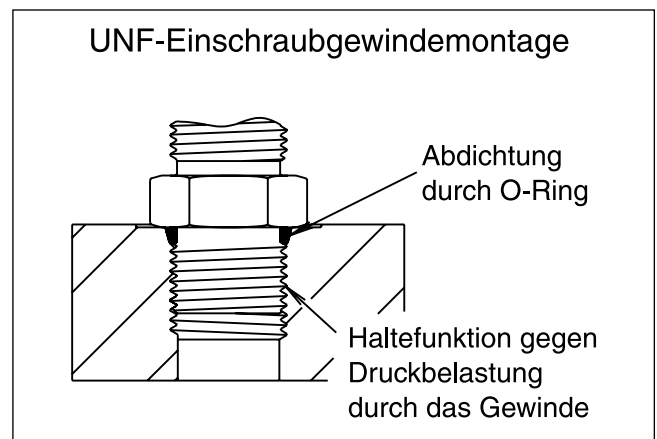 UNF-Einschraubgewindemontage
Abdichtung
durch O-Ring
Haltefunktion gegen
Druckbelastung
durch das Gewinde